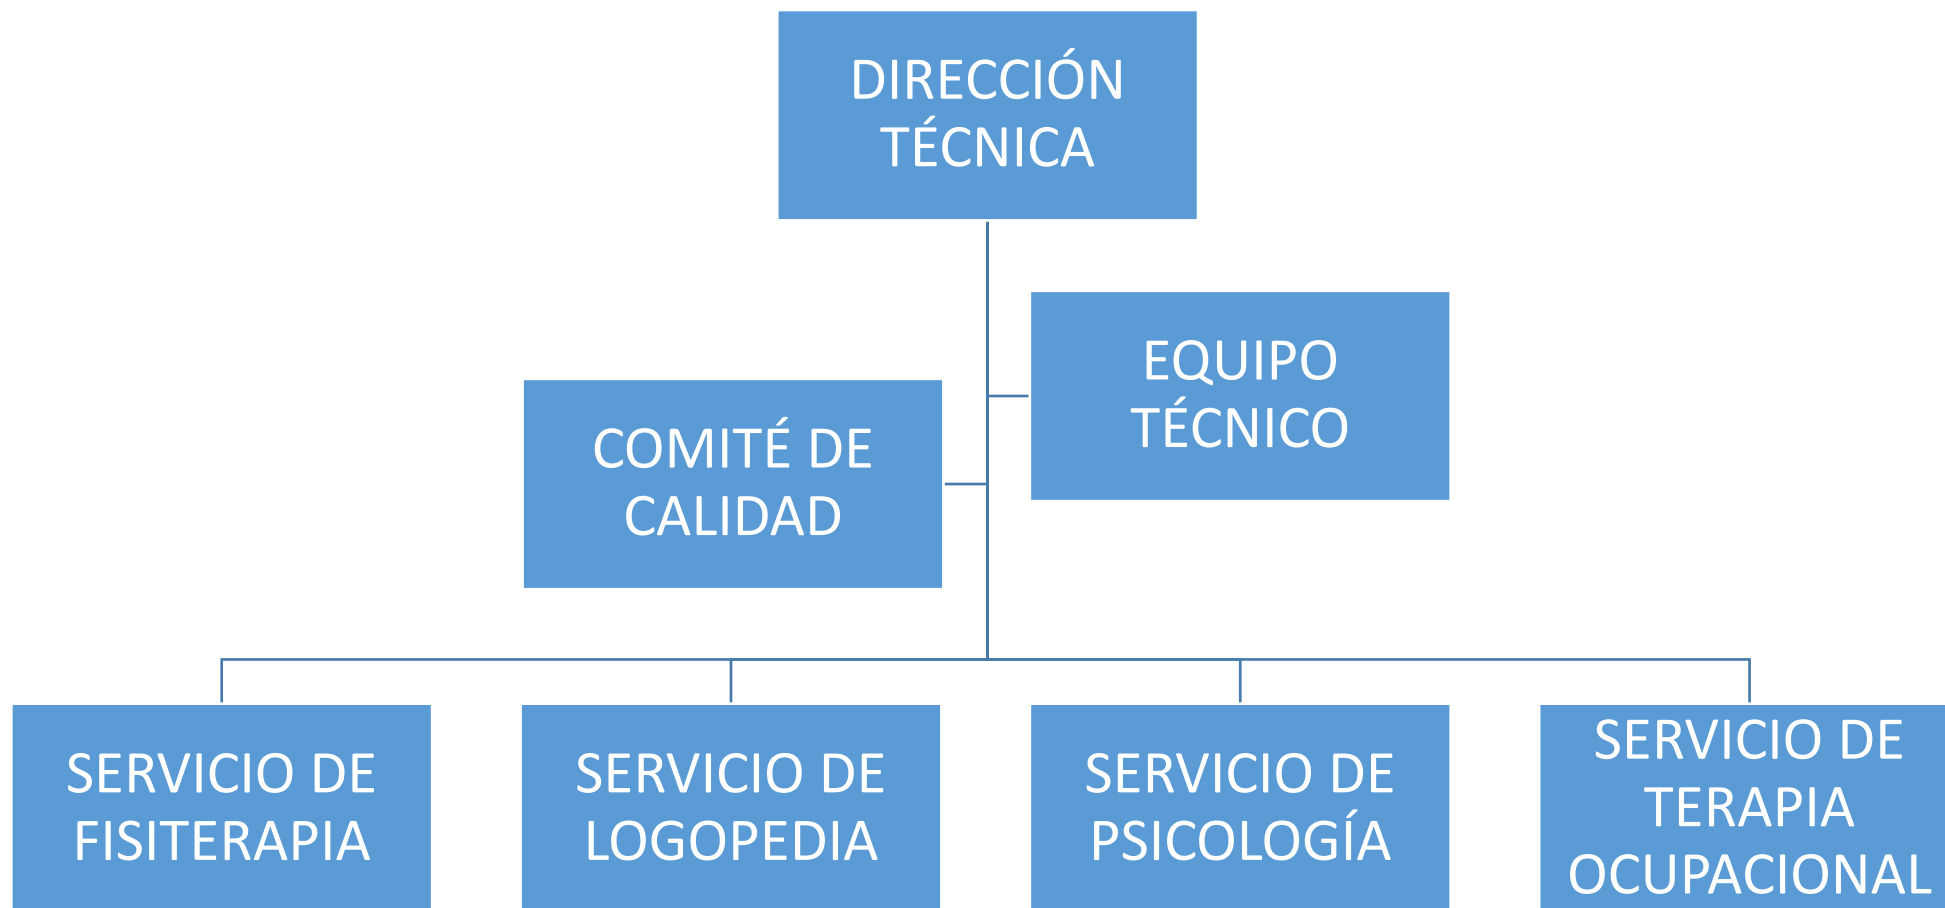 DIRECCIÓN
TÉCNICA
EQUIPO
TÉCNICO
COMITÉ DE
CALIDAD
SERVICIO DE
FISITERAPIA
SERVICIO DE
LOGOPEDIA
SERVICIO DE
PSICOLOGÍA
SERVICIO DE
TERAPIA
OCUPACIONAL